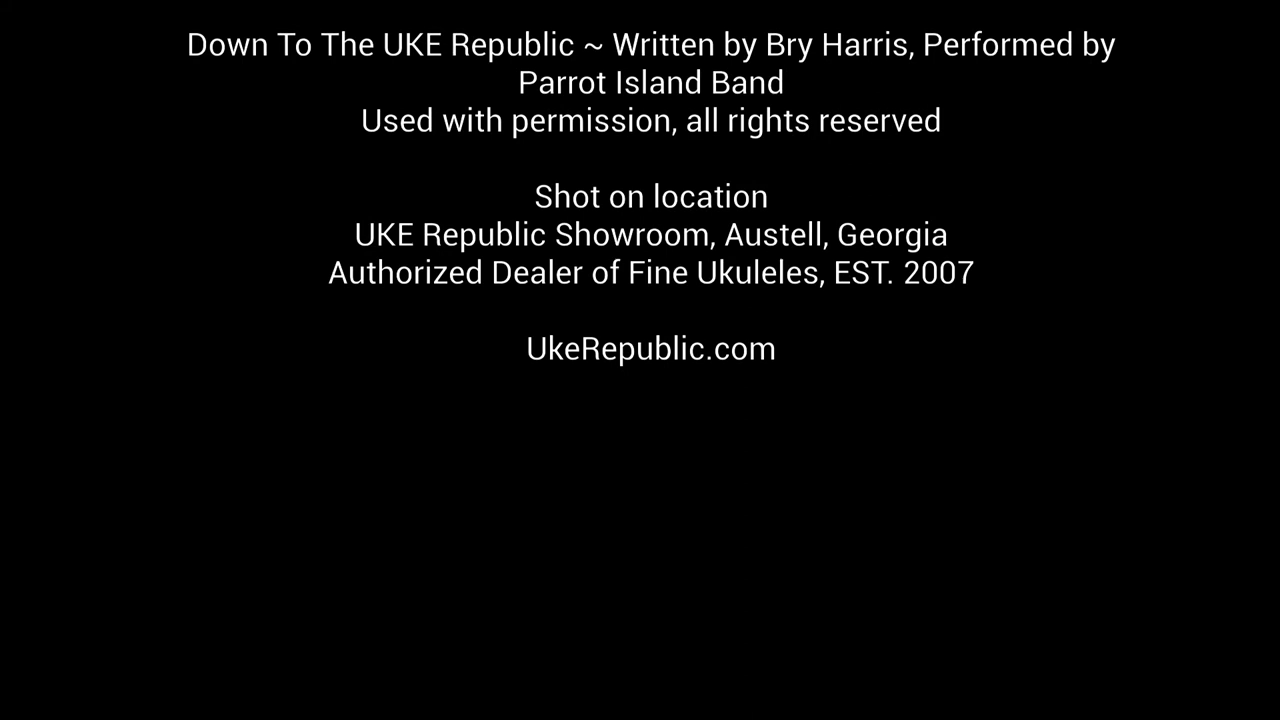 Down To The UKE Republic ~ Written by Bry Harris, Performed by
Parrot Island Band
Used with permission, all rights reserved
Shot on location
UKE Republic Showroom, Austell, Georgia
Authorized Dealer of Fine Ukuleles, EST. 2007
UkeRepublic.com